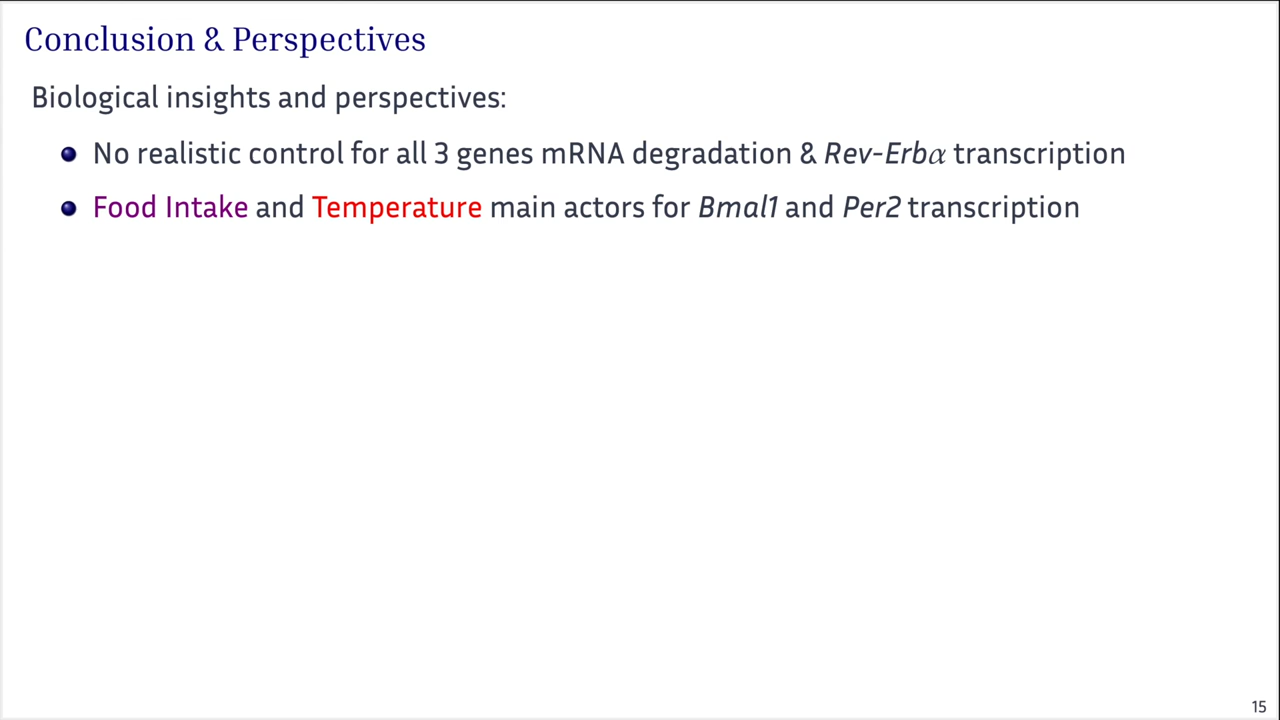 Conclusion & Perspectives
Biological insights and perspectives:
No realistic control for all 3 genes mRNA degradation & Rev-Erbα transcription
Food Intake and Temperature main actors for Bmal1 and Per2 transcription
15